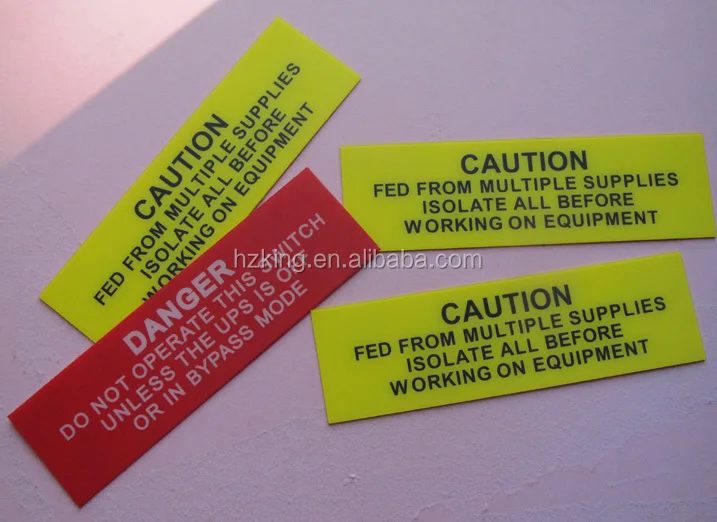 CAUTION
FED FROM MULTIPLE SUPPLIES
ISOLATE ALL BEFORE
WORKING ON EQUIPMENT
DANGER
DO NOT OPERATE THIS SWITCH
UNLESS THE UPS IS OFF
OR IN BYPASS MODE
CAUTION
FED FROM MULTIPLE SUPPLIES
ISOLATE ALL BEFORE
WORKING ON EQUIPMENT
hzking.en.alibaba.com
CAUTION
FED FROM MULTIPLE SUPPLIES
ISOLATE ALL BEFORE
WORKING ON EQUIPMENT